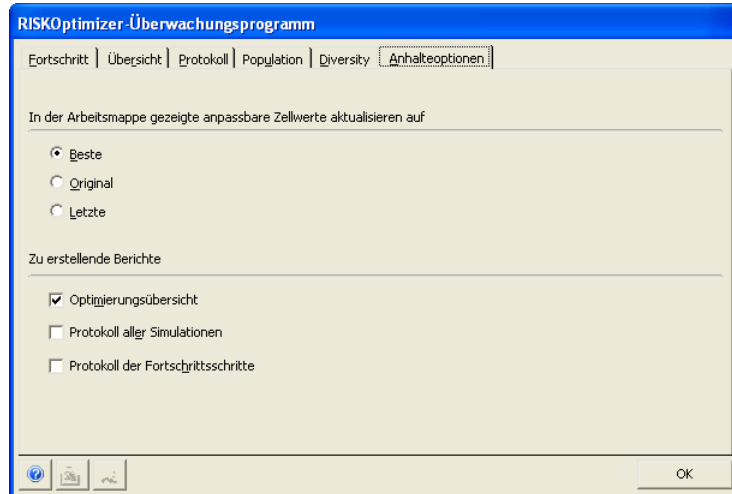 RISKOptimizer-Überwachungsprogramm
Fortschritt Übersicht Protokoll Population Diversity Anhalteoptionen
In der Arbeitsmappe gezeigte anpassbare Zellwerte aktualisieren auf
Beste
Original
Letzte
Zu erstellende Berichte
Optimierungsübersicht
Protokoll aller Simulationen
Protokoll der Fortschrittsschritte
OK